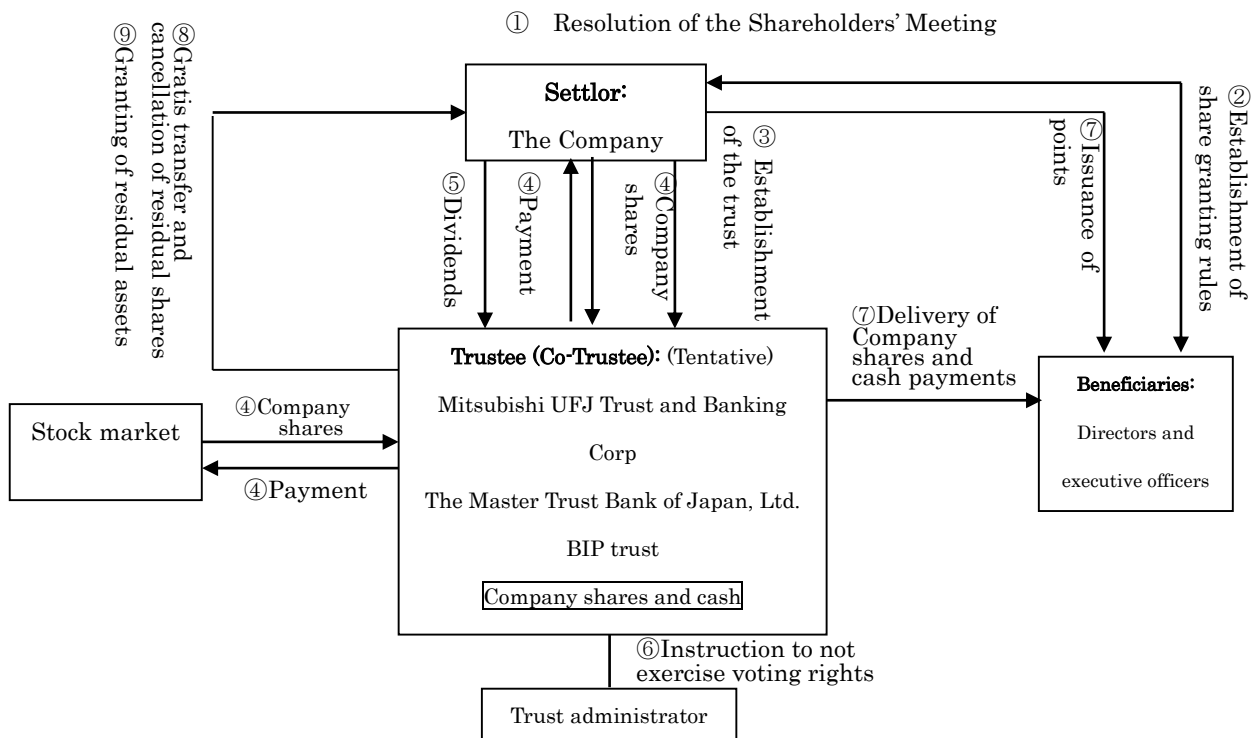 ① Resolution of the Shareholders’ Meeting
⑧Gratis transfer and
cancellation of residual shares
⑨Granting of residual assets
Settlor:
The Company
②Establishment of
share granting rules
⑦Issuance of
points
③ Establishment
of the trust
④Company
shares
④Payment
⑤Dividends
⑦Delivery of
Company
shares and
cash payments
Trustee (Co-Trustee): (Tentative)
Mitsubishi UFJ Trust and Banking
Corp
The Master Trust Bank of Japan, Ltd.
BIP trust
Company shares and cash
Beneficiaries:
Directors and
executive officers
Stock market
④Company
shares
④Payment
⑥Instruction to not
exercise voting rights
Trust administrator